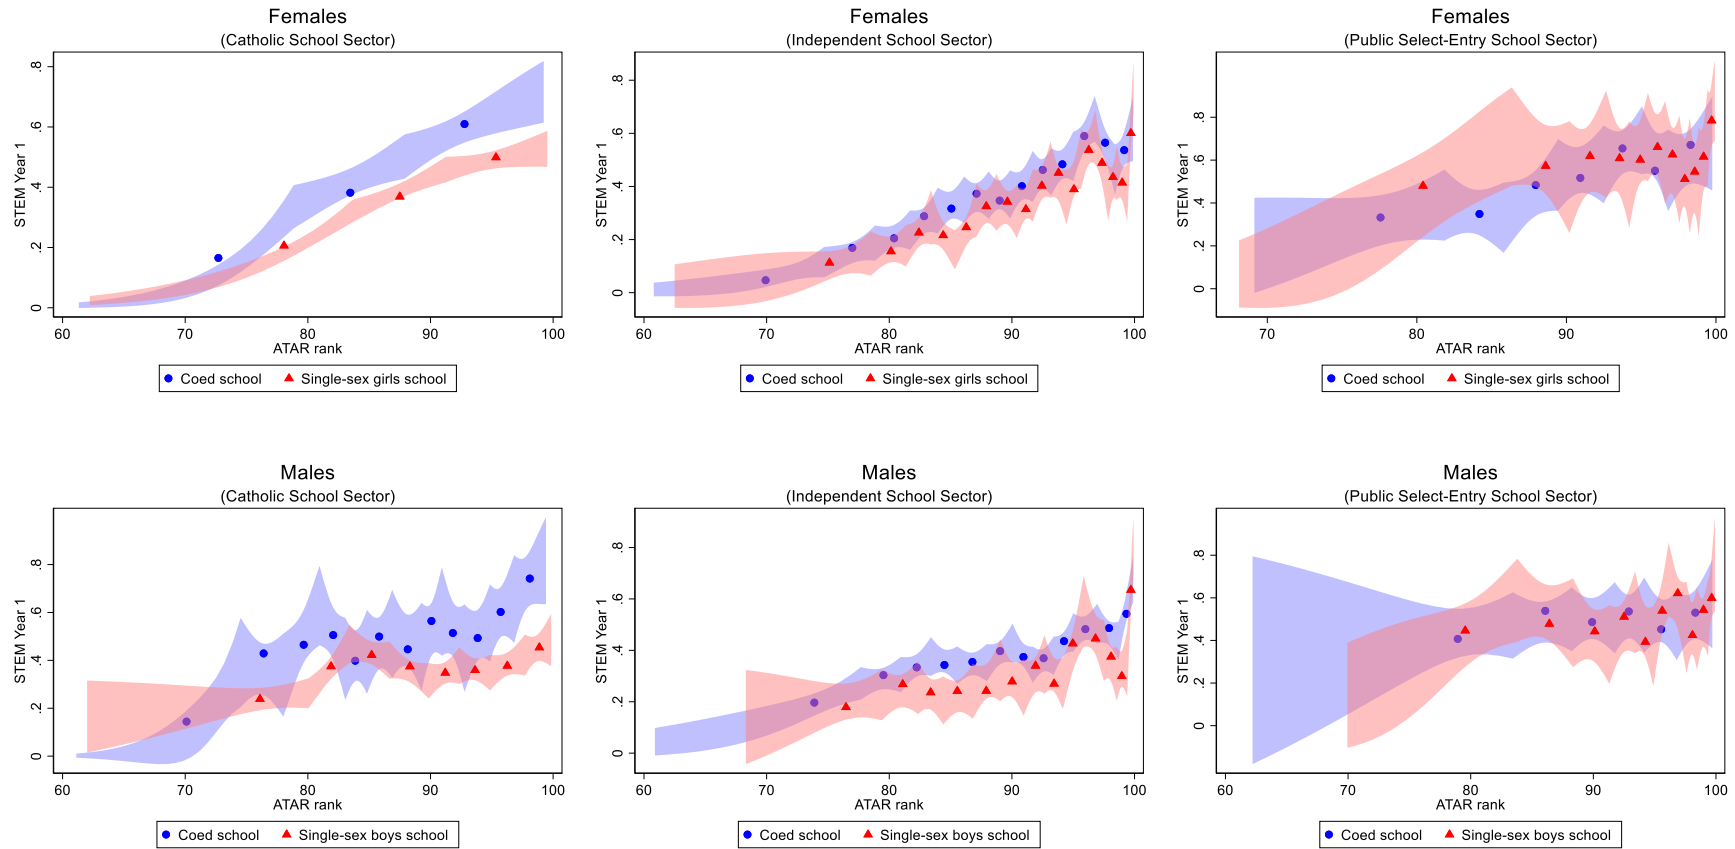 Females
(Catholic School Sector)
STEM Year 1
0 .2 .4 .6 .8
60 70 80 90 100
ATAR rank
Coed school Single-sex girls school
Females
(Independent School Sector)
STEM Year 1
0 .2 .4 .6 .8
60 70 80 90 100
ATAR rank
Coed school Single-sex girls school
Females
(Public Select-Entry School Sector)
STEM Year 1
0 .2 .4 .6 .8
70 80 90 100
ATAR rank
Coed school Single-sex girls school
Males
(Catholic School Sector)
STEM Year 1
0 .2 .4 .6 .8
60 70 80 90 100
ATAR rank
Coed school Single-sex boys school
Males
(Independent School Sector)
STEM Year 1
0 .2 .4 .6 .8
60 70 80 90 100
ATAR rank
Coed school Single-sex boys school
Males
(Public Select-Entry School Sector)
STEM Year 1
0 .2 .4 .6 .8
60 70 80 90 100
ATAR rank
Coed school Single-sex boys school